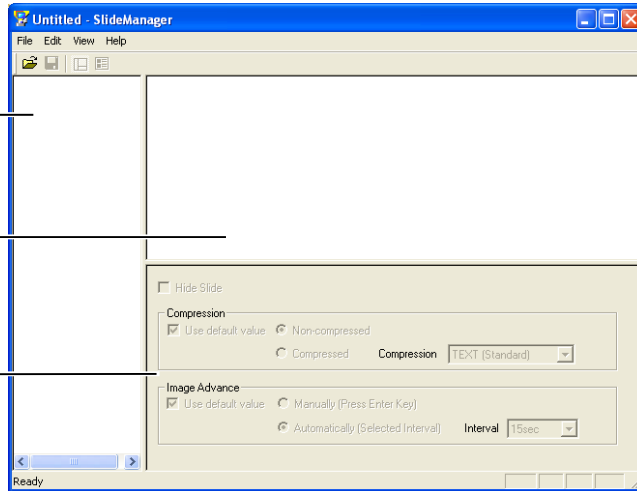 Untitled - SlideManager
File Edit View Help
Hide Slide
Compression
Use default value Non-compressed
Compressed Compression TEXT (Standard)
Image Advance
Use default value Manually (Press Enter Key)
Automatically (Selected Interval) Interval 15sec
Ready